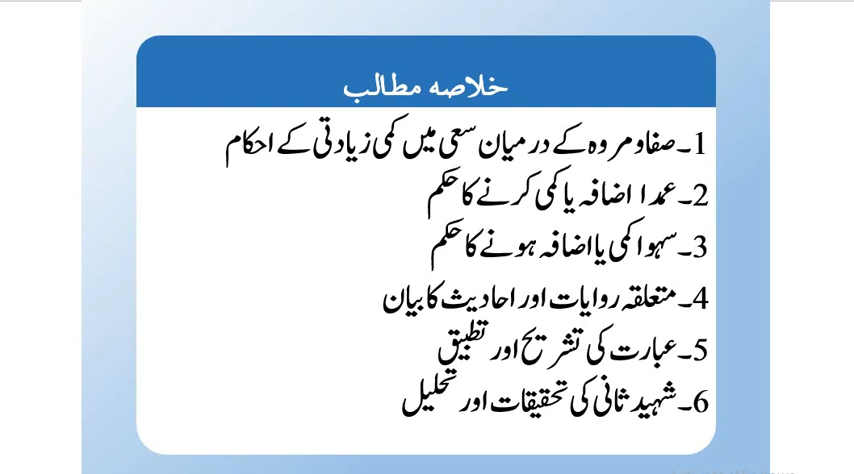 خلاصہ مطالب
1۔صفا و مروہ کے درمیان سعی میں کمی زیادتی کے احکام
2۔عمدا اضافہ یا کمی کرنے کا حکم
3۔سہوا کمی یا اضافہ ہونے کا حکم
4۔متعلقہ روایات اور احادیث کا بیان
5۔عبارت کی تشریح اور تطبیق
6۔شہید ثانی کی تحقیقات اور تحلیل